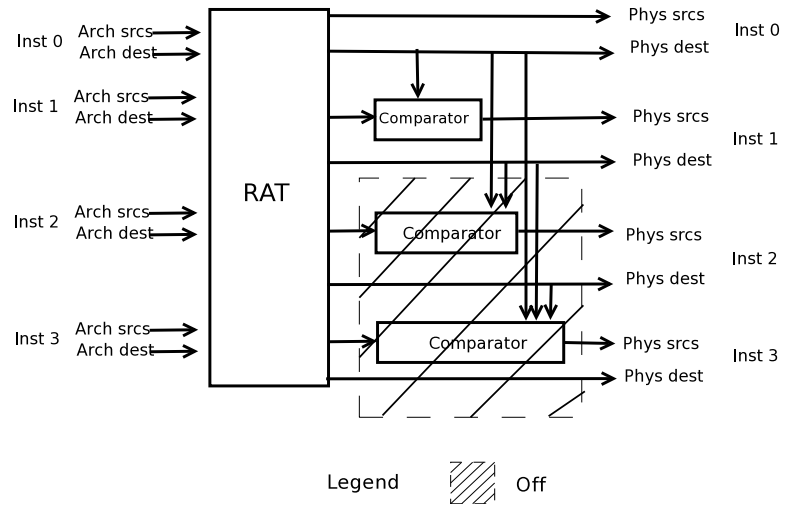 Inst 0
Arch srcs
Arch dest
Phys srcs
Phys dest
Inst 0
Inst 1
Arch srcs
Arch dest
Comparator
Phys srcs
Phys dest
Inst 1
RAT
Inst 2
Arch srcs
Arch dest
Comparator
Phys srcs
Phys dest
Inst 2
Inst 3
Arch srcs
Arch dest
Comparator
Phys srcs
Phys dest
Inst 3
Legend
Off